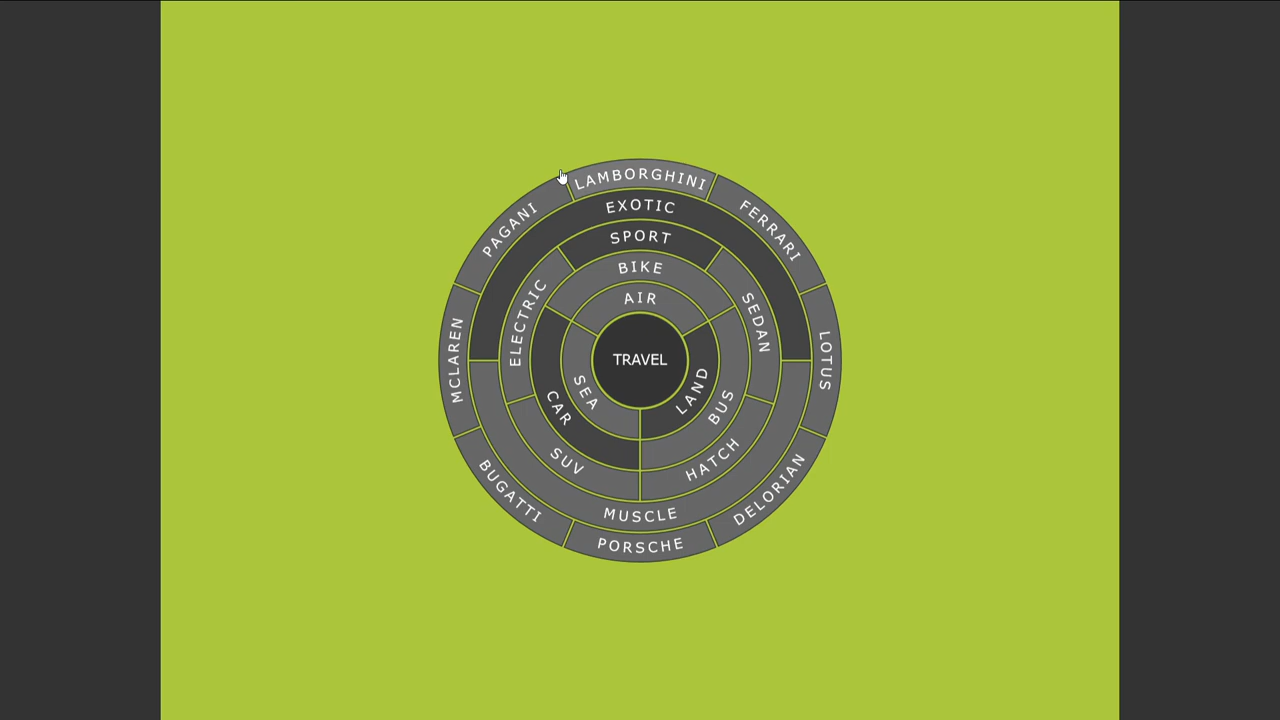 LAMBORGHINI
PAGANI
FERRARI
EXOTIC
SPORT
BIKE
AIR
ELECTRIC
SEDAN
MCLAREN
TRAVEL
LOTUS
SEA
LAND
CAR
BUS
SUV
HATCH
BUGATTI
DELORIAN
MUSCLE
PORSCHE